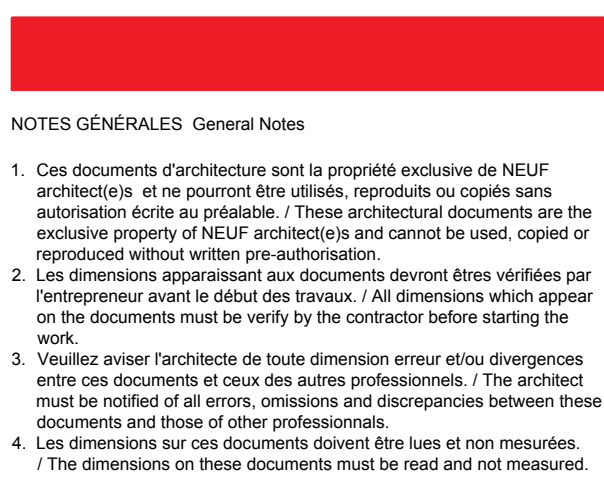 NOTES GÉNÉRALES  General Notes
1. Ces documents d'architecture sont la propriété exclusive de NEUF
architect(e)s  et ne pourront être utilisés, reproduits ou copiés sans
autorisation écrite au préalable. / These architectural documents are the
exclusive property of NEUF architect(e)s and cannot be used, copied or
reproduced without written pre-authorisation.
2. Les dimensions apparaissant aux documents devront êtres vérifiées par
l'entrepreneur avant le début des travaux. / All dimensions which appear
on the documents must be verify by the contractor before starting the
work.
3. Veuillez aviser l'architecte de toute dimension erreur et/ou divergences
entre ces documents et ceux des autres professionnels. / The architect
must be notified of all errors, omissions and discrepancies between these
documents and those of other professionnals.
4. Les dimensions sur ces documents doivent être lues et non mesurées.
/ The dimensions on these documents must be read and not measured.